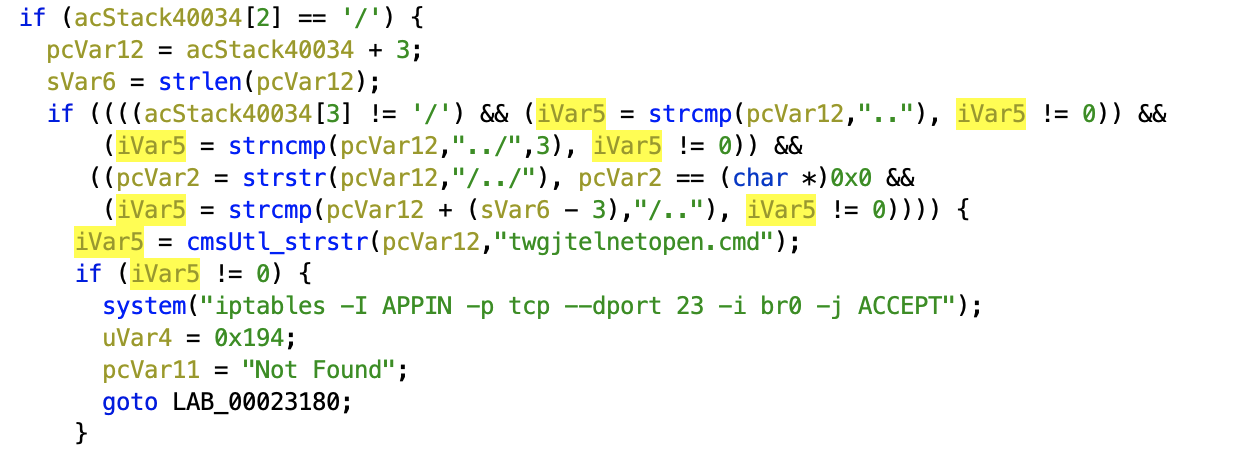 if (acStack40034[2] == '/') {
pcVar12 = acStack40034 + 3;
sVar6 = strlen(pcVar12);
if ((((acStack40034[3] != '/') && (iVar5 = strcmp(pcVar12,".."), iVar5 != 0)) &&
(iVar5 = strncmp(pcVar12,"../",3), iVar5 != 0)) &&
((pcVar2 = strstr(pcVar12,"/../"), pcVar2 == (char *)0x0 &&
(iVar5 = strcmp(pcVar12 + (sVar6 - 3),"/.."), iVar5 != 0)))) {
iVar5 = cmsUtl_strstr(pcVar12,"twgjtelnetopen.cmd");
if (iVar5 != 0) {
system("iptables -I APPIN -p tcp --dport 23 -i br0 -j ACCEPT");
uVar4 = 0x194;
pcVar11 = "Not Found";
goto LAB_00023180;
}